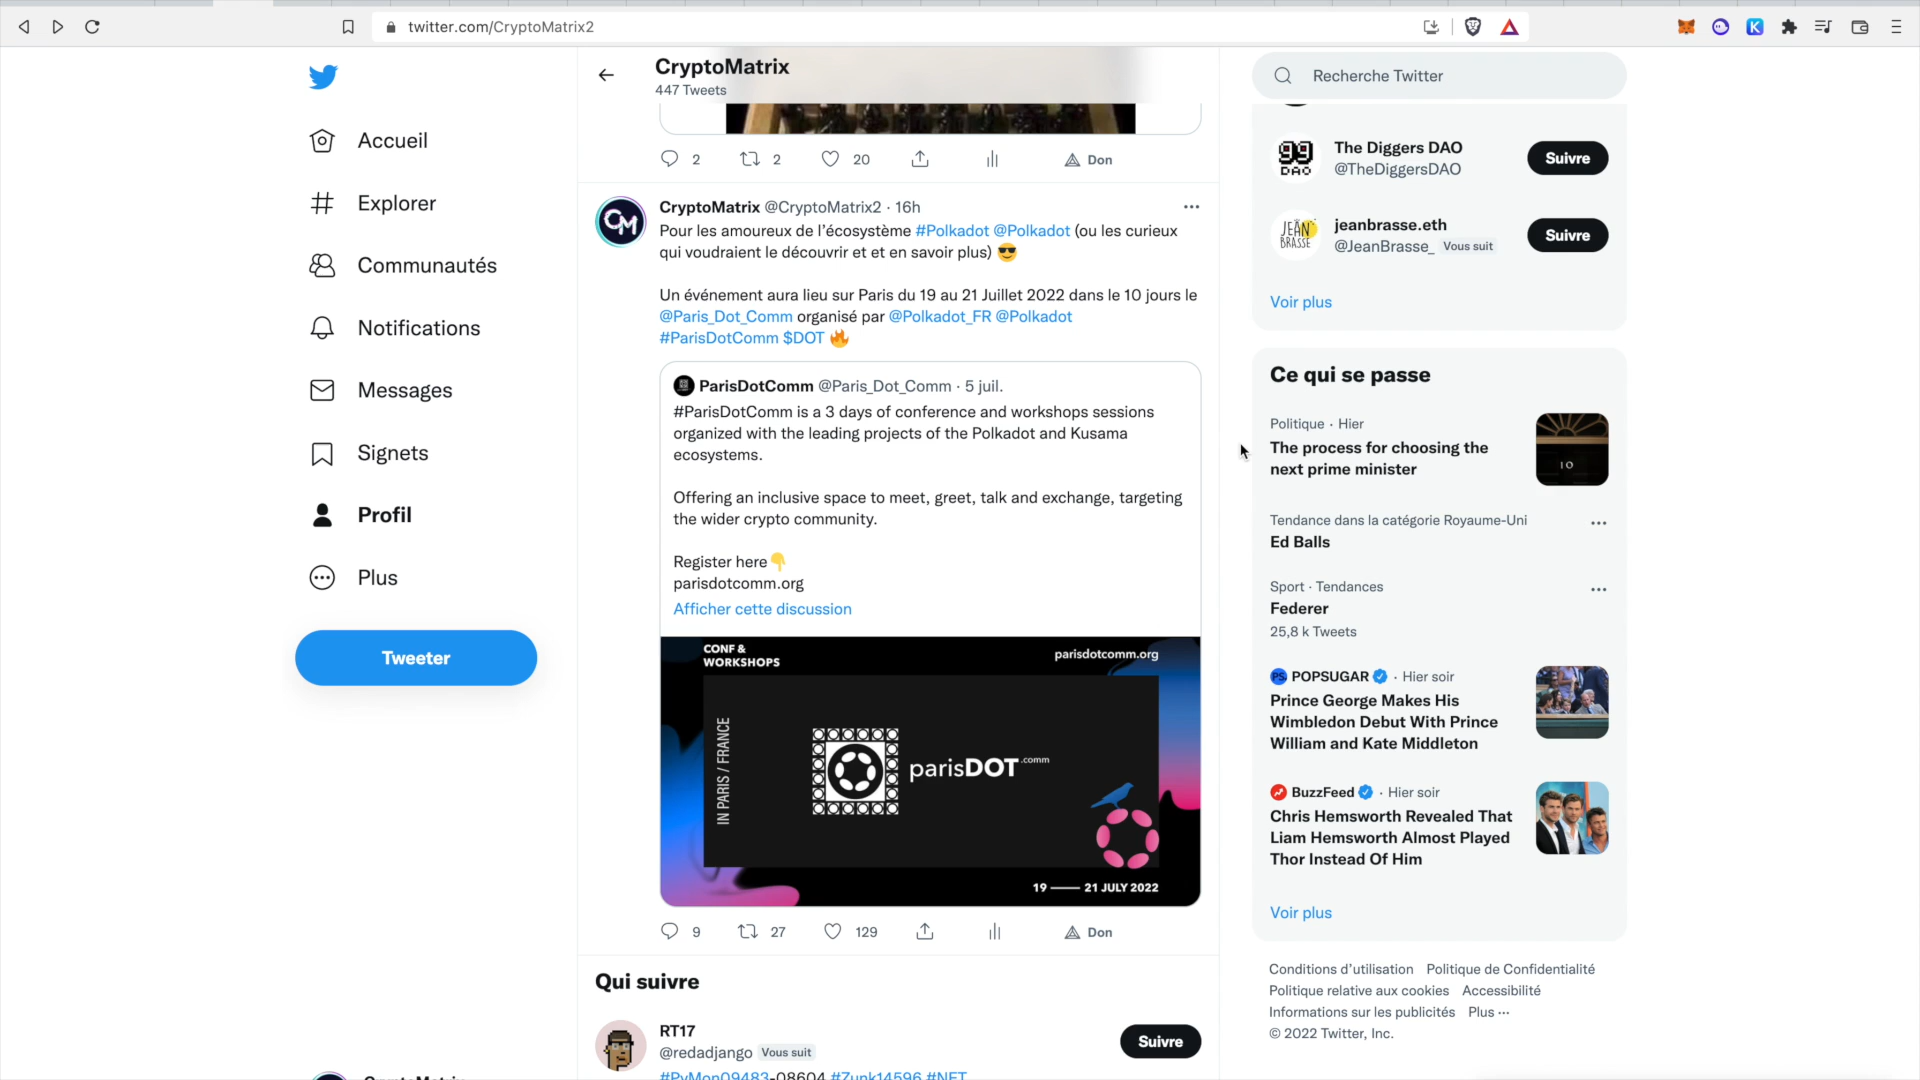 twitter.com/CryptoMatrix2
CryptoMatrix
447 Tweets
Recherche Twitter
Accueil
Explorer
Communautés
Notifications
Messages
Signets
Profil
Plus
Tweeter
2 2 20 Don
CryptoMatrix @CryptoMatrix2 · 16h
Pour les amoureux de l'écosystème #Polkadot @Polkadot (ou les curieux
qui voudraient le découvrir et et en savoir plus) 😎
Un événement aura lieu sur Paris du 19 au 21 Juillet 2022 dans le 10 jours le
@Paris_Dot_Comm organisé par @Polkadot_FR @Polkadot
#ParisDotComm $DOT 🔥
ParisDotComm @Paris_Dot_Comm · 5 juil.
#ParisDotComm is a 3 days of conference and workshops sessions
organized with the leading projects of the Polkadot and Kusama
ecosystems.
Offering an inclusive space to meet, greet, talk and exchange, targeting
the wider crypto community.
Register here👇
parisdotcomm.org
Afficher cette discussion
CONF &
WORKSHOPS
parisdotcomm.org
IN PARIS / FRANCE
parisDOT.comm
19 — 21 JULY 2022
9 27 129 Don
Qui suivre
RT17
@redadjango Vous suit
Suivre
#PyMon09483-08604 #Zunk14596 #NFT
The Diggers DAO
@TheDiggersDAO
Suivre
jeanbrasse.eth
@JeanBrasse_ Vous suit
Suivre
Voir plus
Ce qui se passe
Politique · Hier
The process for choosing the
next prime minister
10
Tendance dans la catégorie Royaume-Uni
Ed Balls
Sport · Tendances
Federer
25,8 k Tweets
POPSUGAR · Hier soir
Prince George Makes His
Wimbledon Debut With Prince
William and Kate Middleton
BuzzFeed · Hier soir
Chris Hemsworth Revealed That
Liam Hemsworth Almost Played
Thor Instead Of Him
Voir plus
Conditions d'utilisation Politique de Confidentialité
Politique relative aux cookies Accessibilité
Informations sur les publicités Plus ···
© 2022 Twitter, Inc.
CryptoMatrix